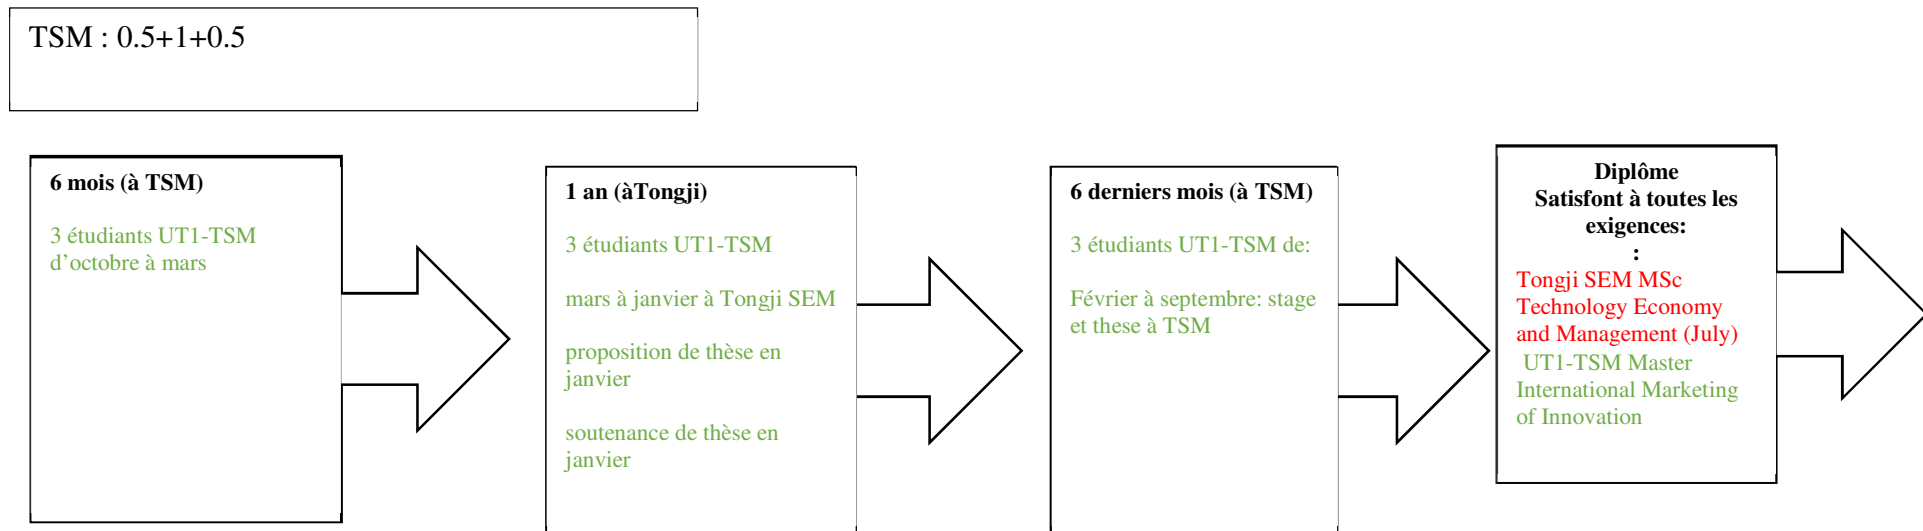 TSM : 0.5+1+0.5
6 mois (à TSM)
3 étudiants UT1-TSM
d’octobre à mars
1 an (àTongji)
3 étudiants UT1-TSM
mars à janvier à Tongji SEM
proposition de thèse en
janvier
soutenance de thèse en
janvier
6 derniers mois (à TSM)
3 étudiants UT1-TSM de:
Février à septembre: stage
et these à TSM
Diplôme
Satisfont à toutes les
exigences:
:
Tongji SEM MSc
Technology Economy
and Management (July)
UT1-TSM Master
International Marketing
of Innovation